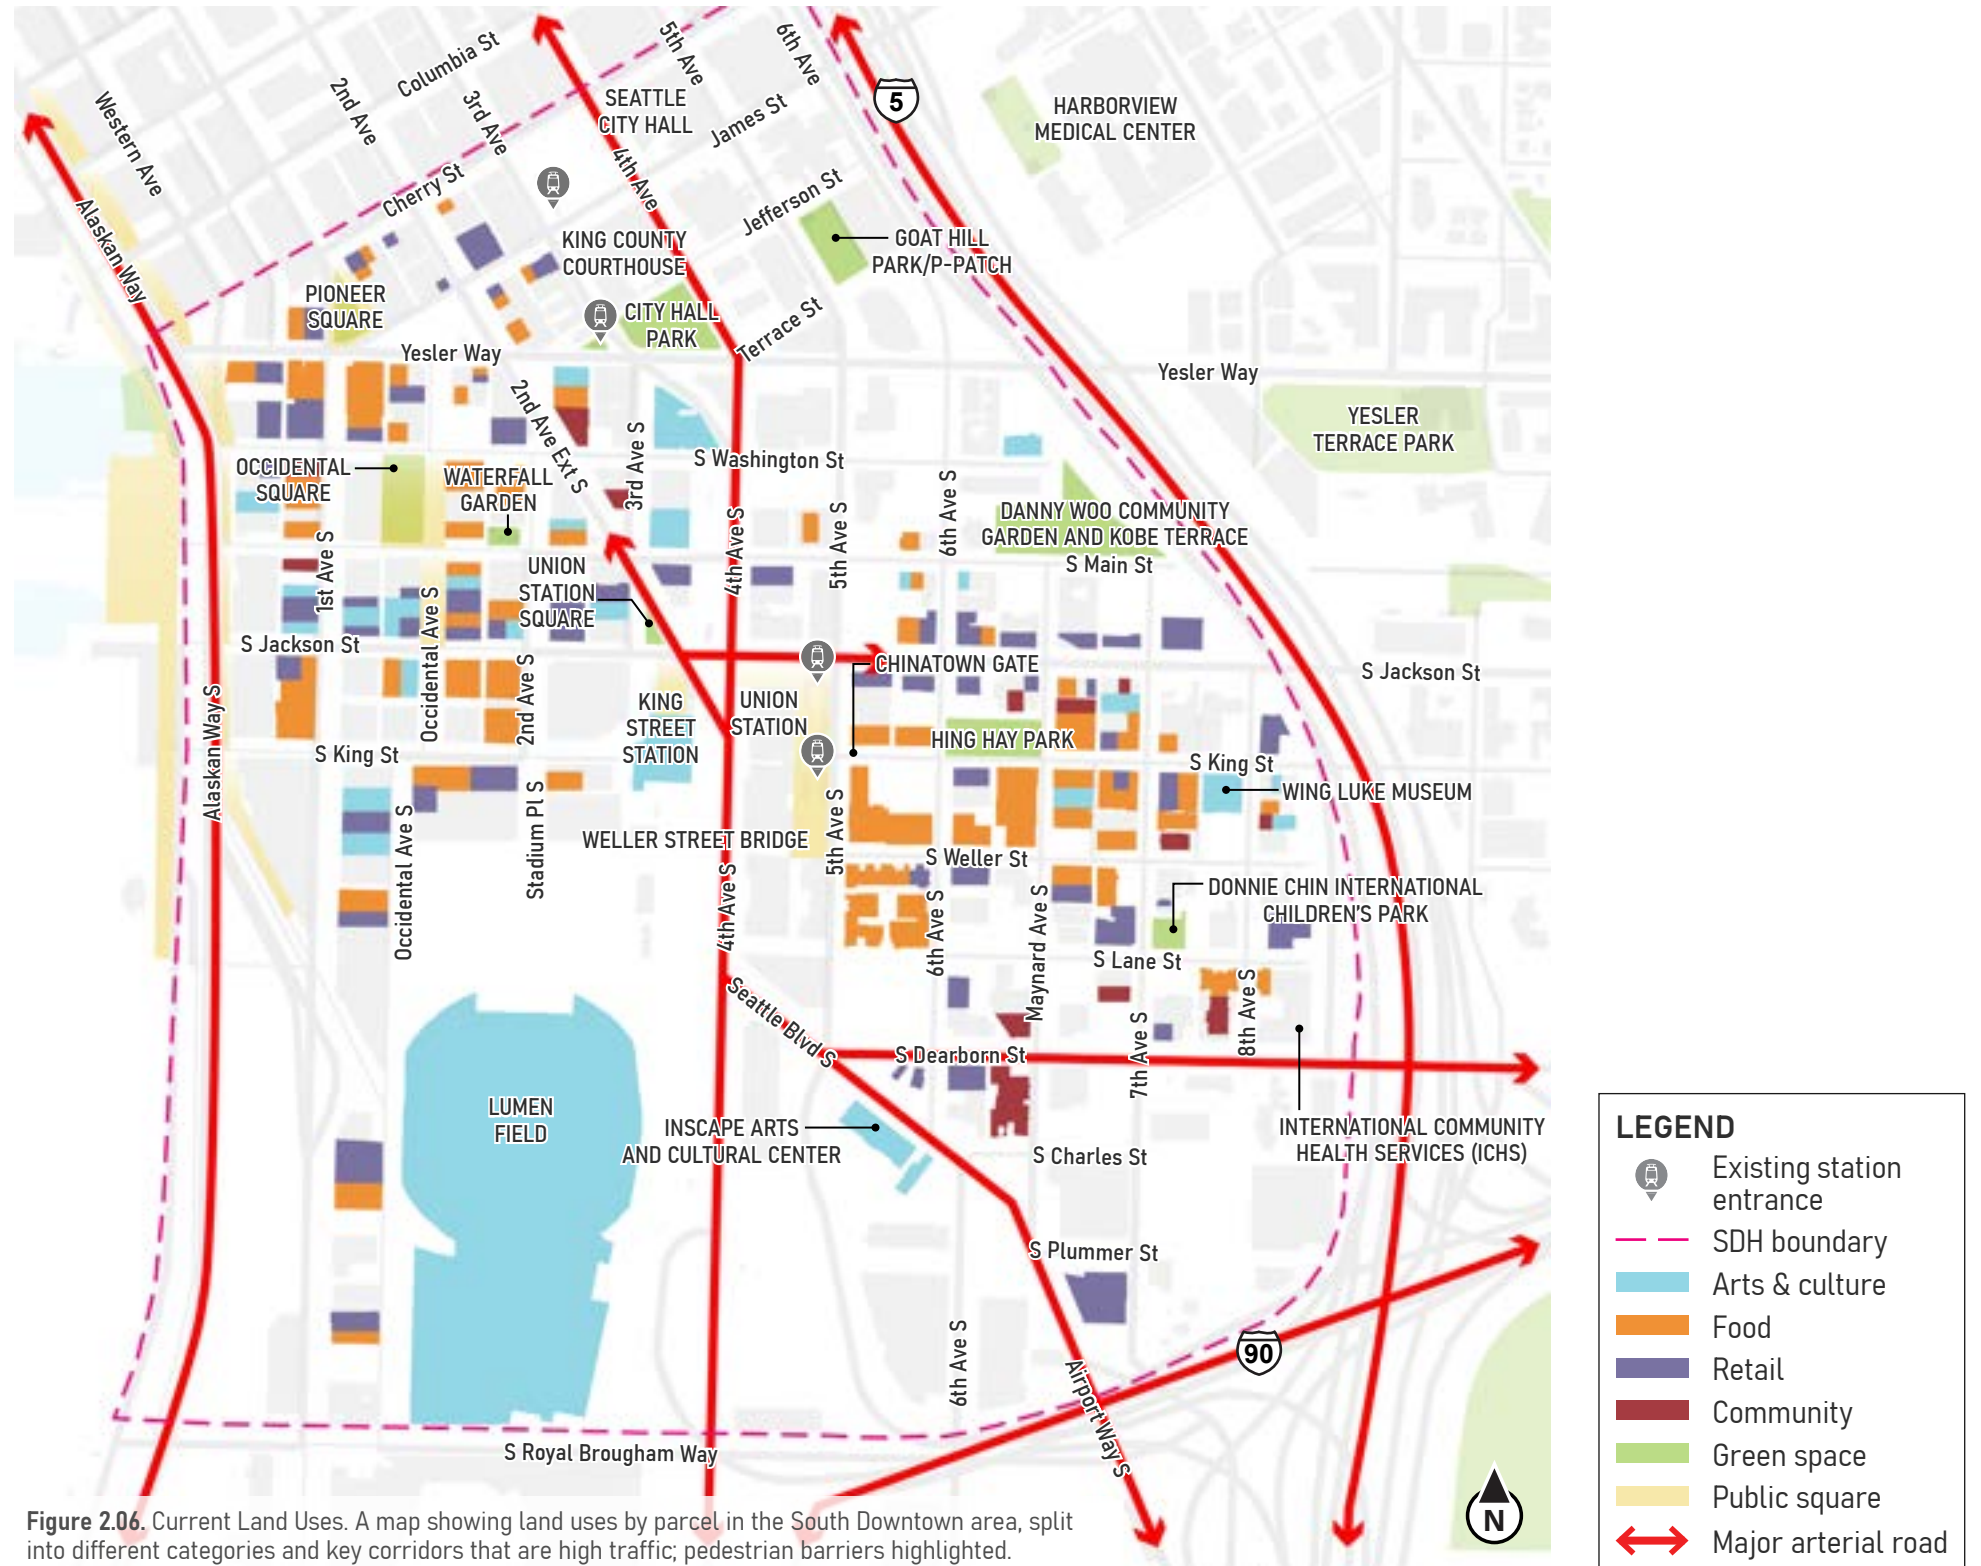 Columbia St
5th Ave
6th Ave
2nd Ave
3rd Ave
Western Ave
SEATTLE
CITY HALL
James St
5
HARBORVIEW
MEDICAL CENTER
4th Ave
Cherry St
Jefferson St
Alaskan Way
KING COUNTY
COURTHOUSE
GOAT HILL
PARK/P-PATCH
PIONEER
SQUARE
CITY HALL
PARK
Terrace St
Yesler Way
Yesler Way
YESLER
TERRACE PARK
2nd Ave Ext S
3rd Ave S
S Washington St
OCCIDENTAL
SQUARE
WATERFALL
GARDEN
6th Ave S
DANNY WOO COMMUNITY
GARDEN AND KOBE TERRACE
S Main St
1st Ave S
4th Ave S
5th Ave S
UNION
STATION
SQUARE
Occidental Ave S
S Jackson St
CHINATOWN GATE
S Jackson St
2nd Ave S
KING
STREET
STATION
UNION
STATION
HING HAY PARK
Alaskan Way S
S King St
S King St
WING LUKE MUSEUM
Stadium Pl S
Occidental Ave S
WELLER STREET BRIDGE
5th Ave S
S Weller St
4th Ave S
6th Ave S
Maynard Ave S
DONNIE CHIN INTERNATIONAL
CHILDREN'S PARK
S Lane St
Seattle Blvd S
8th Ave S
7th Ave S
S Dearborn St
LUMEN
FIELD
INSCAPE ARTS
AND CULTURAL CENTER
INTERNATIONAL COMMUNITY
HEALTH SERVICES (ICHS)
S Charles St
S Plummer St
6th Ave S
90
Airport Way S
S Royal Brougham Way
N
Figure 2.06. Current Land Uses. A map showing land uses by parcel in the South Downtown area, split
into different categories and key corridors that are high traffic; pedestrian barriers highlighted.
LEGEND
Existing station
entrance
SDH boundary
Arts & culture
Food
Retail
Community
Green space
Public square
Major arterial road